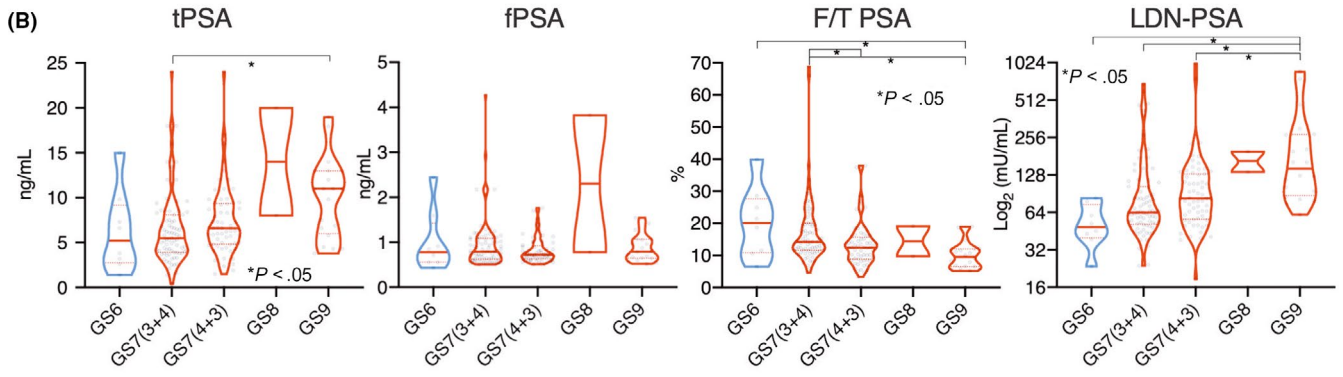 (B)
tPSA
fPSA
F/T PSA
LDN-PSA
ng/mL
25
20
15
10
5
0
*
*P < .05
GS6
GS7(3+4)
GS7(4+3)
GS8
GS9
ng/mL
5
4
3
2
1
0
GS6
GS7(3+4)
GS7(4+3)
GS8
GS9
%
70
60
50
40
30
20
10
0
*
*
*
*P < .05
GS6
GS7(3+4)
GS7(4+3)
GS8
GS9
Log2 (mU/mL)
1024
512
256
128
64
32
16
*
*
*
*P < .05
GS6
GS7(3+4)
GS7(4+3)
GS8
GS9